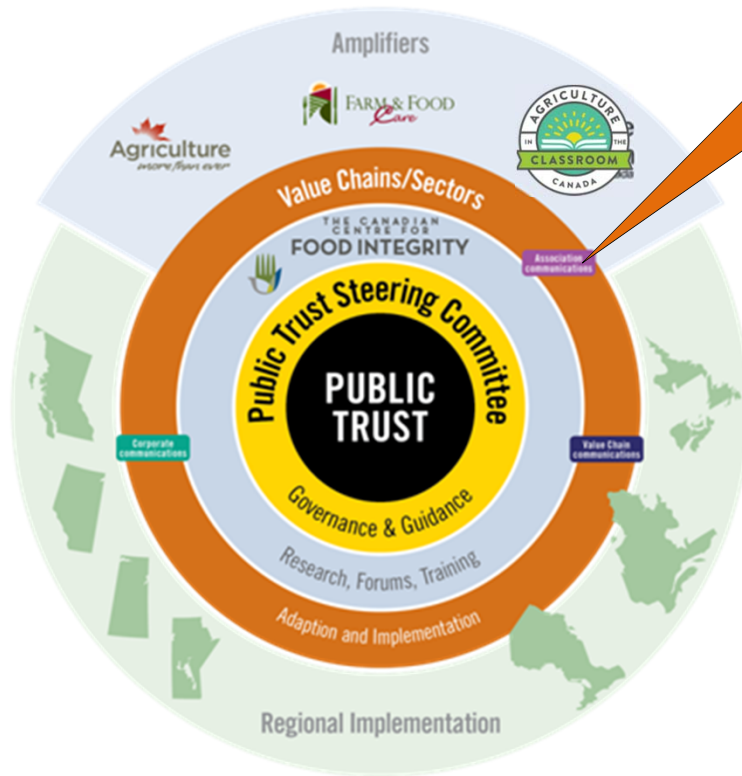 Amplifiers
Agriculture
more than ever
FARM & FOOD
Care
AGRICULTURE
IN THE
CLASSROOM
CANADA
Value Chains/Sectors
THE CANADIAN
CENTRE FOR
FOOD INTEGRITY
Association
communications
Public Trust Steering Committee
PUBLIC
TRUST
Corporate
communications
Value Chain
communications
Governance & Guidance
Research, Forums, Training
Adaption and Implementation
Regional Implementation